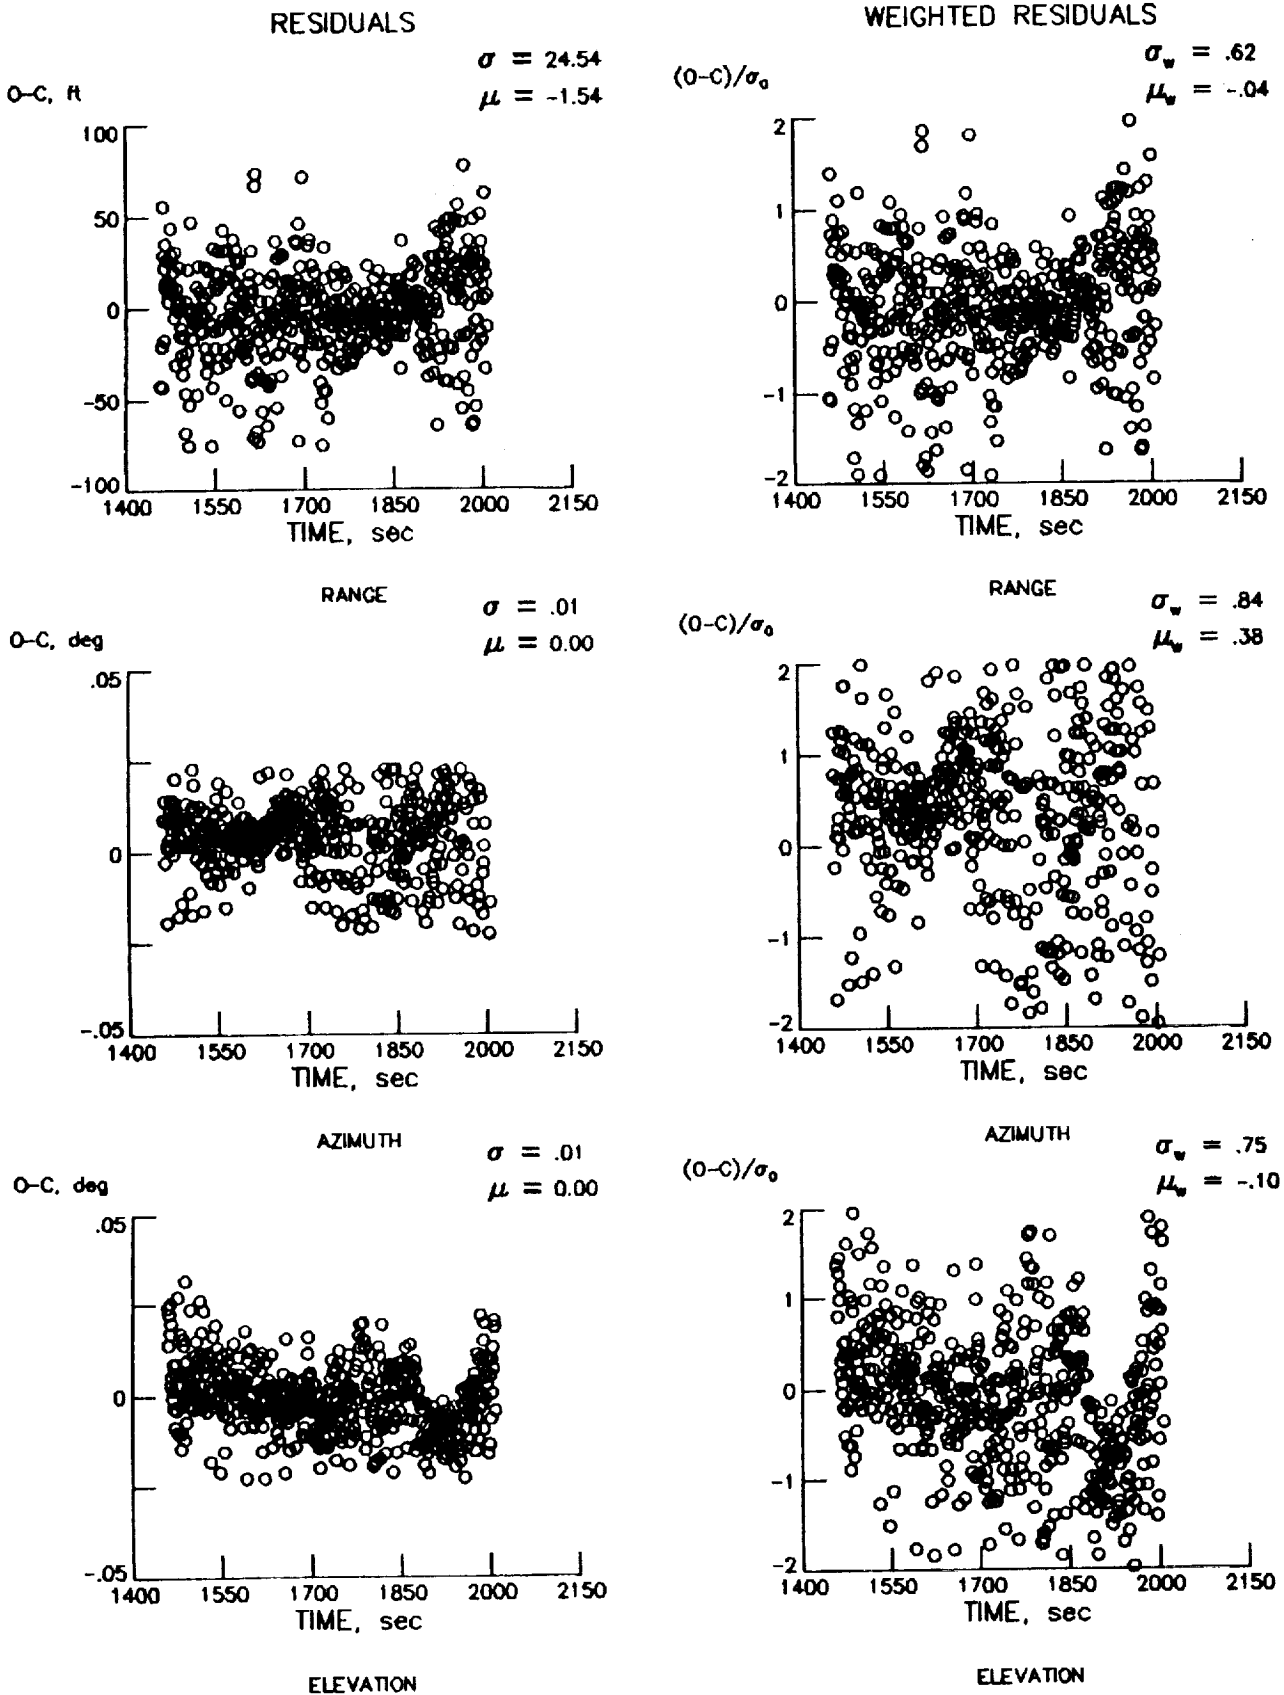 RESIDUALS
σ = 24.54
μ = -1.54
O-C, ft
100
50
0
-50
-100
1400 1550 1700 1850 2000 2150
TIME, sec
RANGE
WEIGHTED RESIDUALS
σw = .62
μw = -.04
(O-C)/σ0
2
1
0
-1
-2
1400 1550 1700 1850 2000 2150
TIME, sec
RANGE
σ = .01
μ = 0.00
O-C, deg
.05
0
-.05
1400 1550 1700 1850 2000 2150
TIME, sec
AZIMUTH
σw = .84
μw = .38
(O-C)/σ0
2
1
0
-1
-2
1400 1550 1700 1850 2000 2150
TIME, sec
AZIMUTH
σ = .01
μ = 0.00
O-C, deg
.05
0
-.05
1400 1550 1700 1850 2000 2150
TIME, sec
ELEVATION
σw = .75
μw = -.10
(O-C)/σ0
2
1
0
-1
-2
1400 1550 1700 1850 2000 2150
TIME, sec
ELEVATION